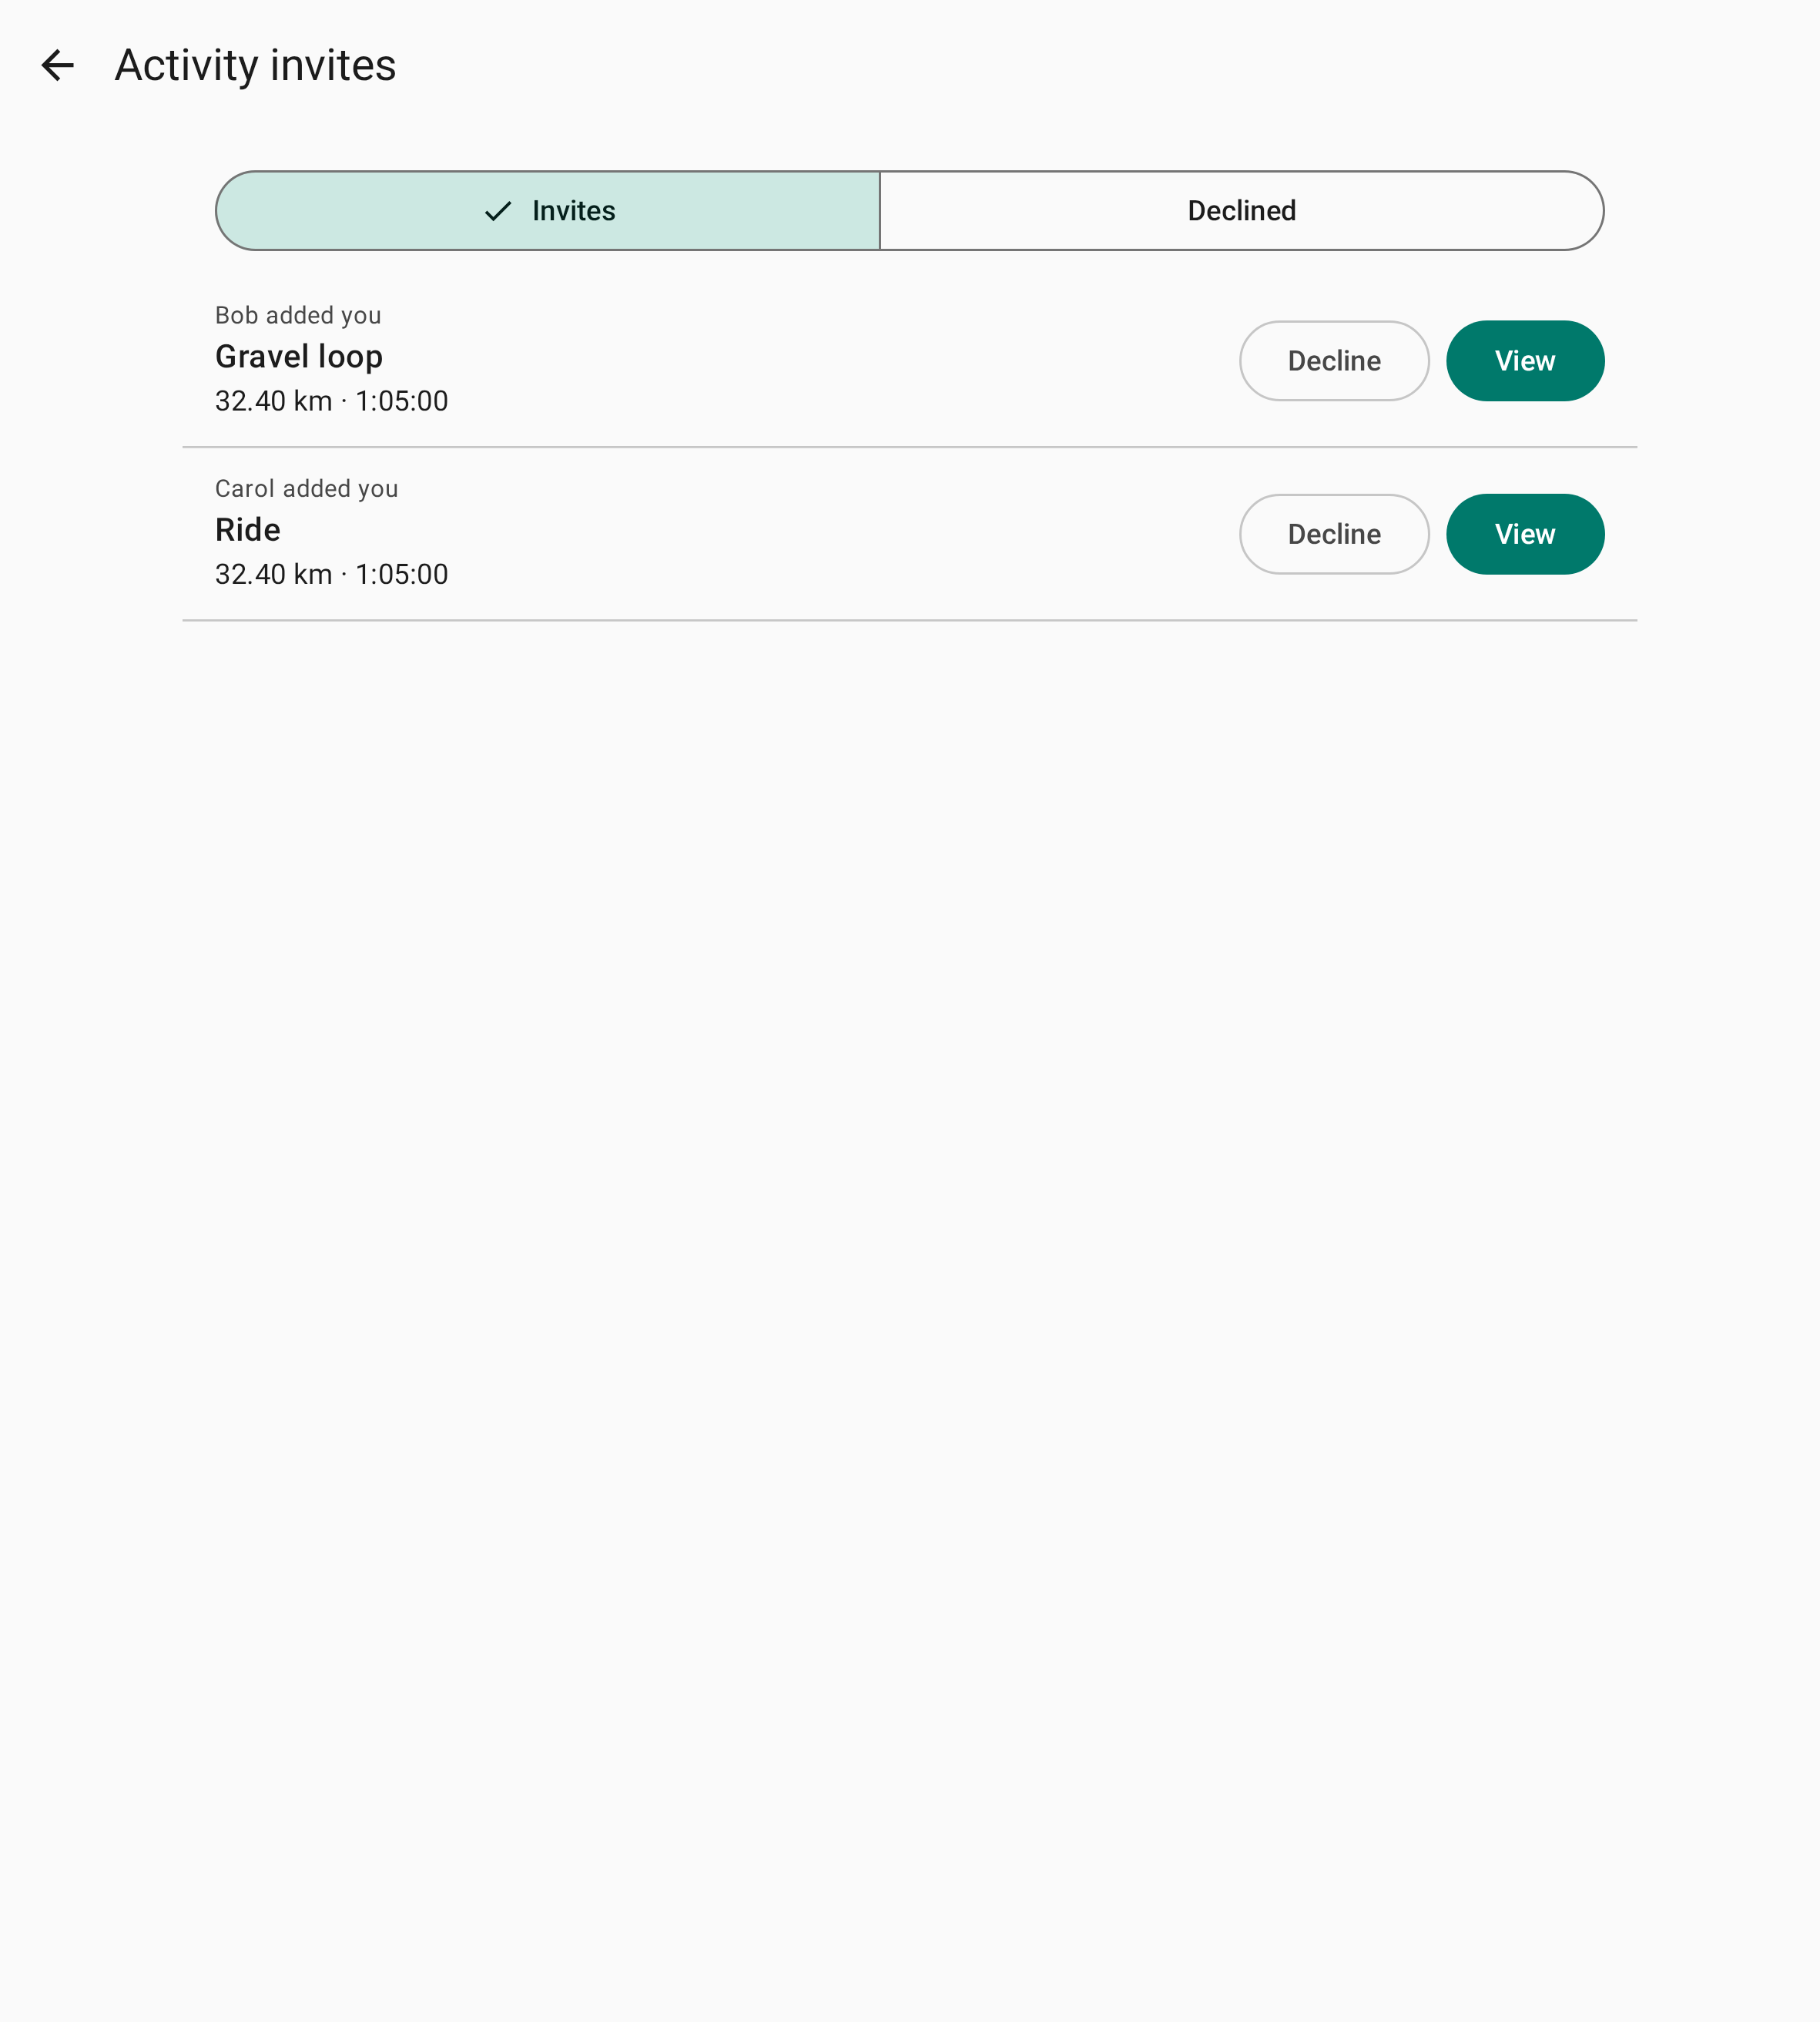 Activity invites
Invites
Declined
Bob added you
Gravel loop
32.40 km · 1:05:00
Decline
View
Carol added you
Ride
32.40 km · 1:05:00
Decline
View